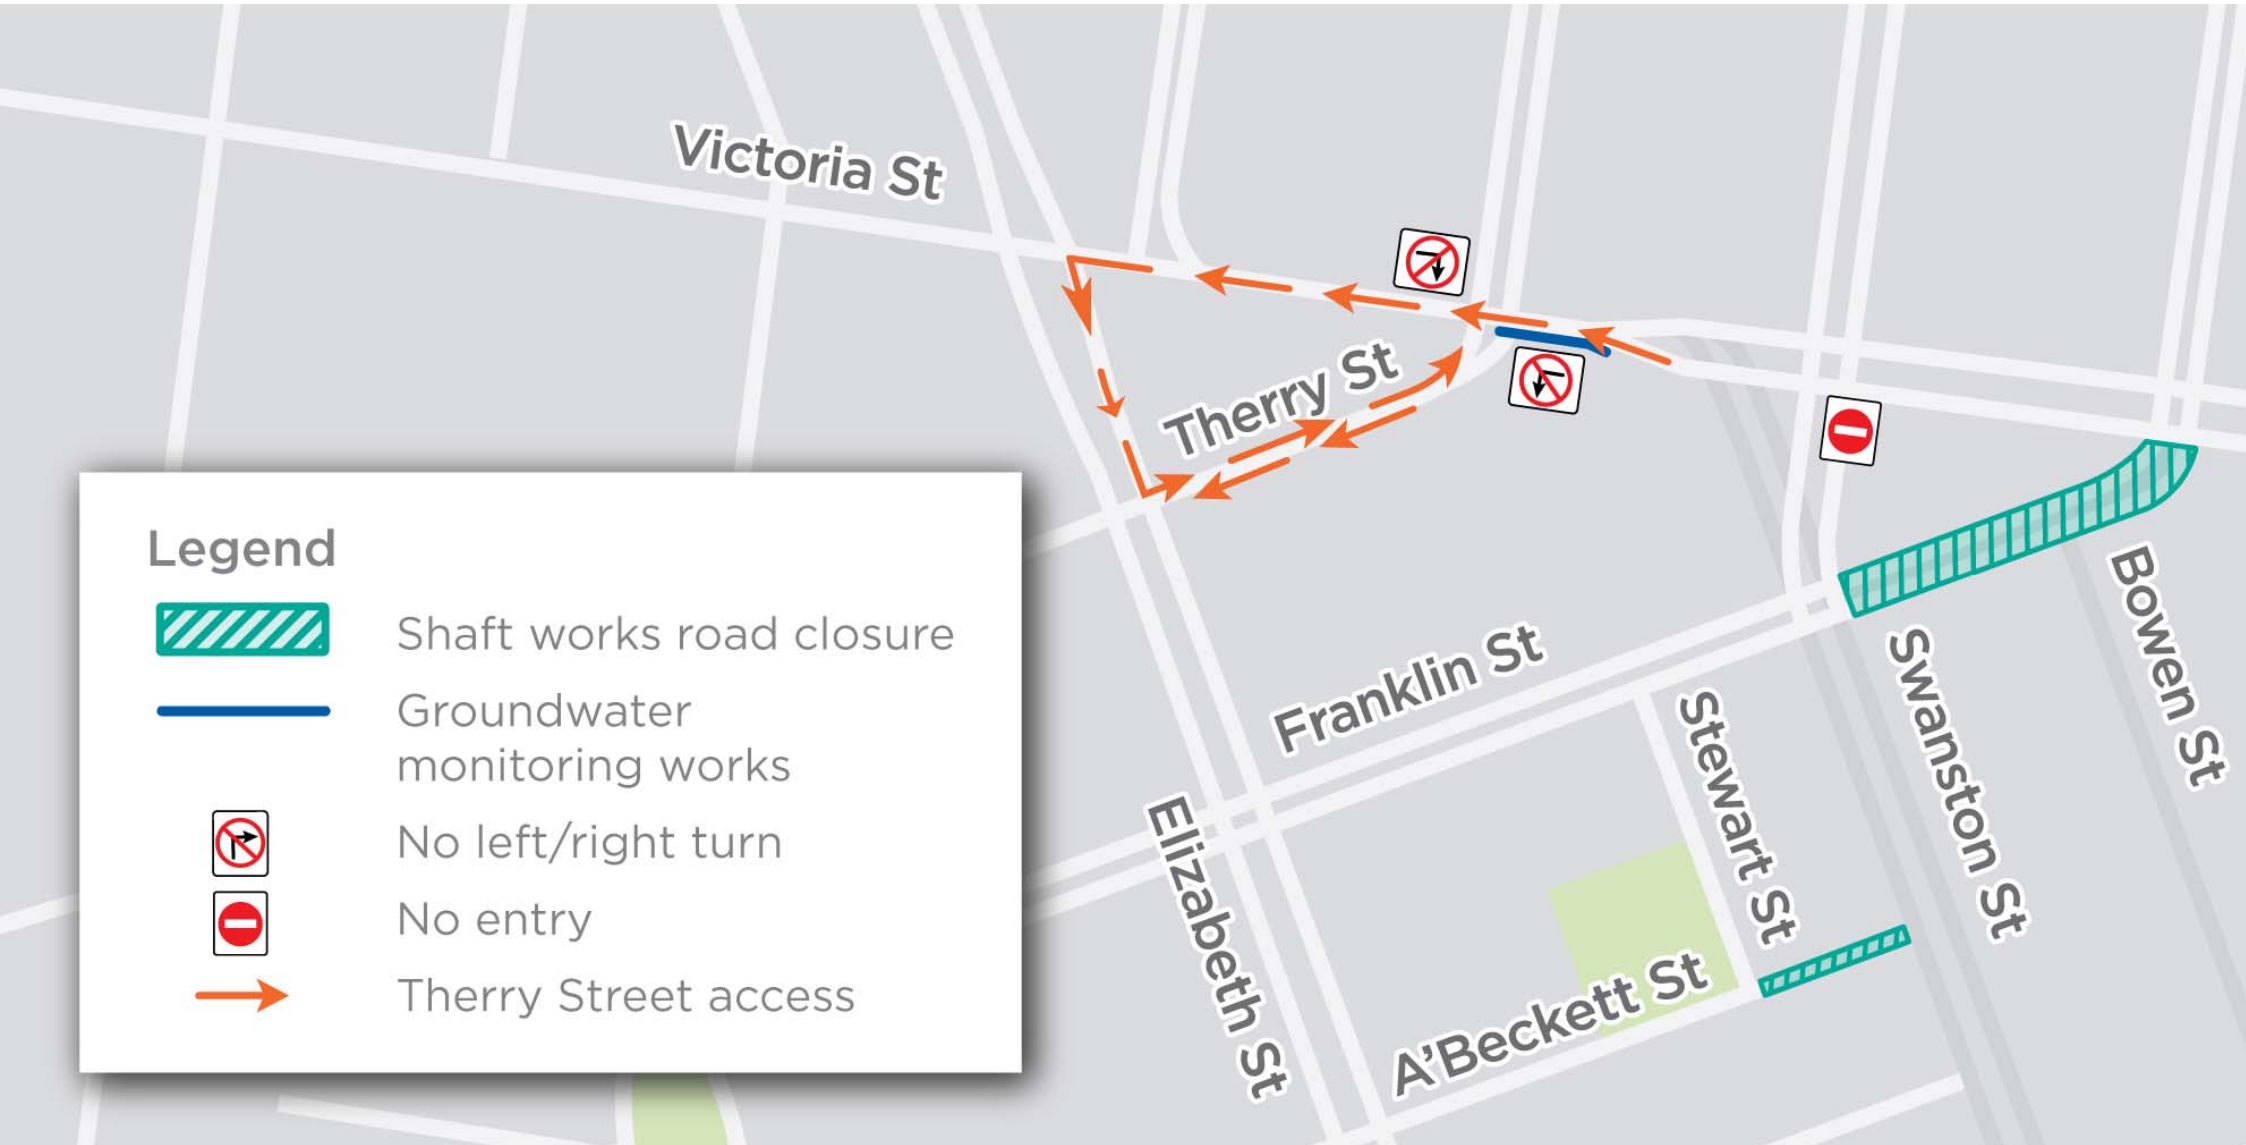 Victoria St
Therry St
Franklin St
Bowen St
Swanston St
Stewart St
Elizabeth St
A'Beckett St
Legend
Shaft works road closure
Groundwater
monitoring works
No left/right turn
No entry
Therry Street access